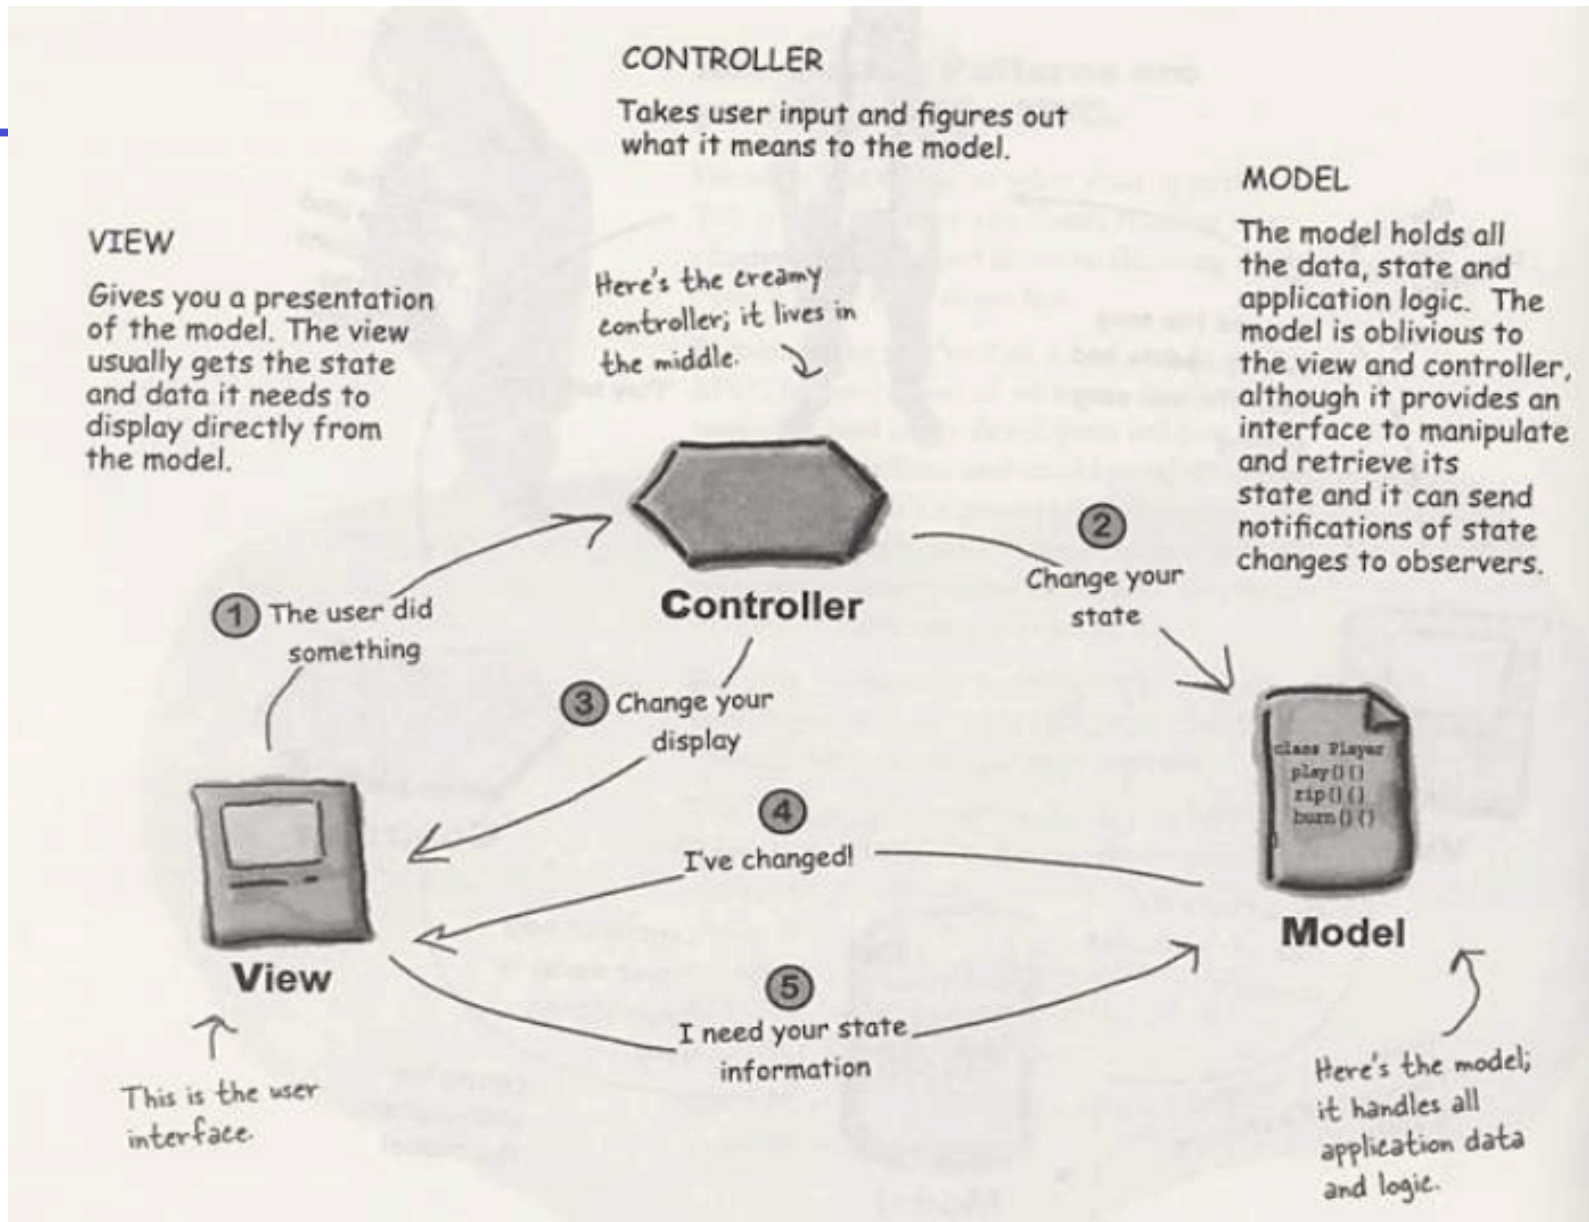 CONTROLLER
Takes user input and figures out
what it means to the model.
MODEL
The model holds all
the data, state and
application logic. The
model is oblivious to
the view and controller,
although it provides an
interface to manipulate
and retrieve its
state and it can send
notifications of state
changes to observers.
VIEW
Gives you a presentation
of the model. The view
usually gets the state
and data it needs to
display directly from
the model.
Here's the creamy
controller; it lives in
the middle.
Controller
1 The user did
something
2
Change your
state
3 Change your
display
class Player
play(){}
rip(){}
burn(){}
4
I've changed!
Model
View
5
I need your state
information
This is the user
interface.
Here's the model;
it handles all
application data
and logic.